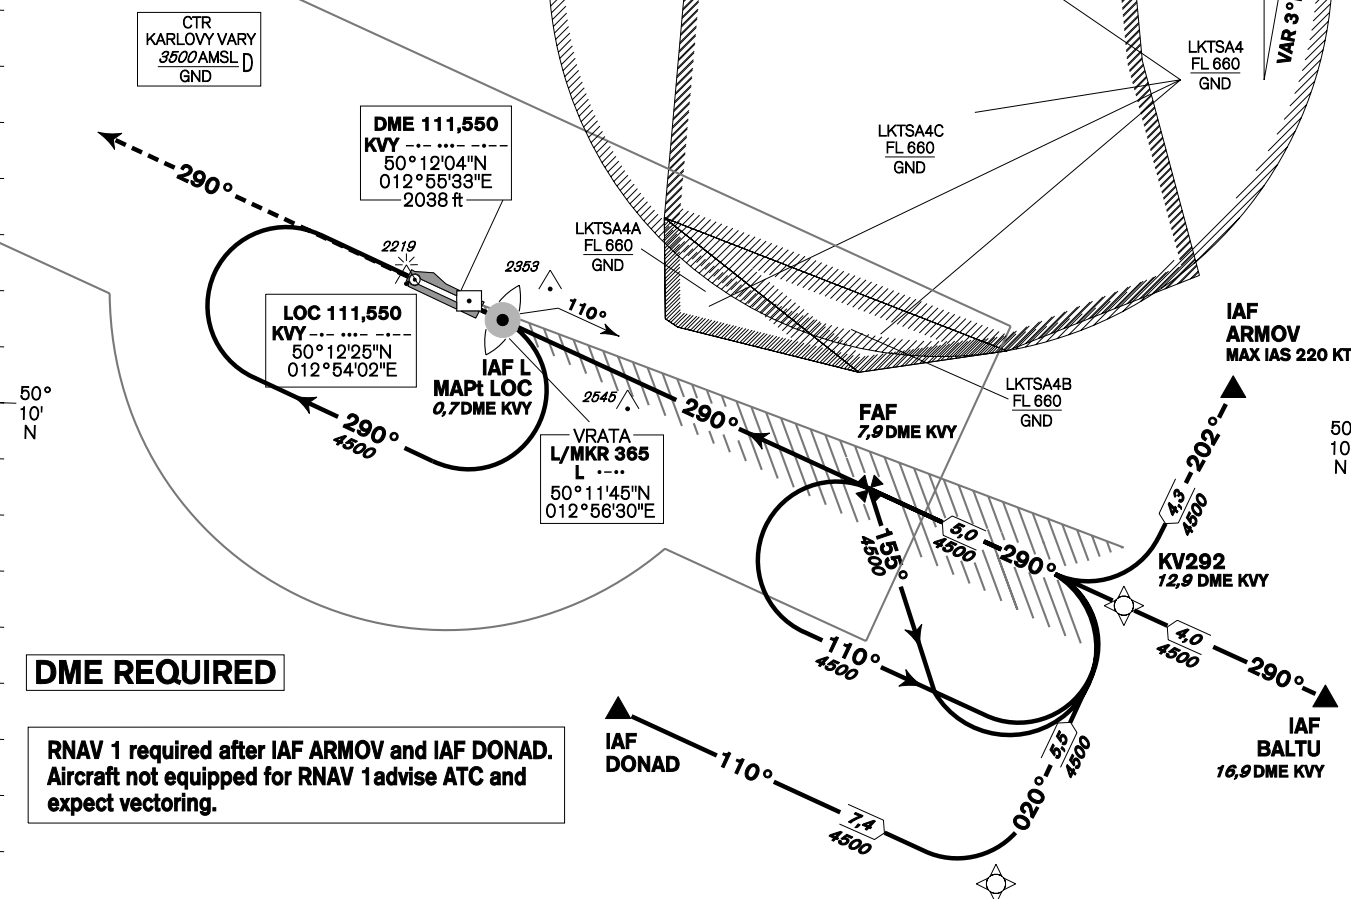 CTR
KARLOVY VARY
3500 AMSL D
GND
VAR 3°
LKTSA4
FL 660
GND
DME 111,550
KVY –·– ···– –·––
50°12'04"N
012°55'33"E
2038 ft
LKTSA4C
FL 660
GND
290°
LKTSA4A
FL 660
GND
2219
2353
110°
LOC 111,550
KVY –·– ···– –·––
50°12'25"N
012°54'02"E
IAF
ARMOV
MAX IAS 220 KT
IAF L
MAPt LOC
0,7 DME KVY
50°
10'
N
2545
290°
4500
290°
LKTSA4B
FL 660
GND
FAF
7,9 DME KVY
202°
4,3
4500
50
10
N
VRATA
L/MKR 365
L ·–··
50°11'45"N
012°56'30"E
155°
4500
5,0
4500
290°
KV292
12,9 DME KVY
4,0
4500
290°
110°
4500
DME REQUIRED
IAF
DONAD
110°
7,4
4500
020°
5,5
4500
IAF
BALTU
16,9 DME KVY
RNAV 1 required after IAF ARMOV and IAF DONAD.
Aircraft not equipped for RNAV 1advise ATC and
expect vectoring.